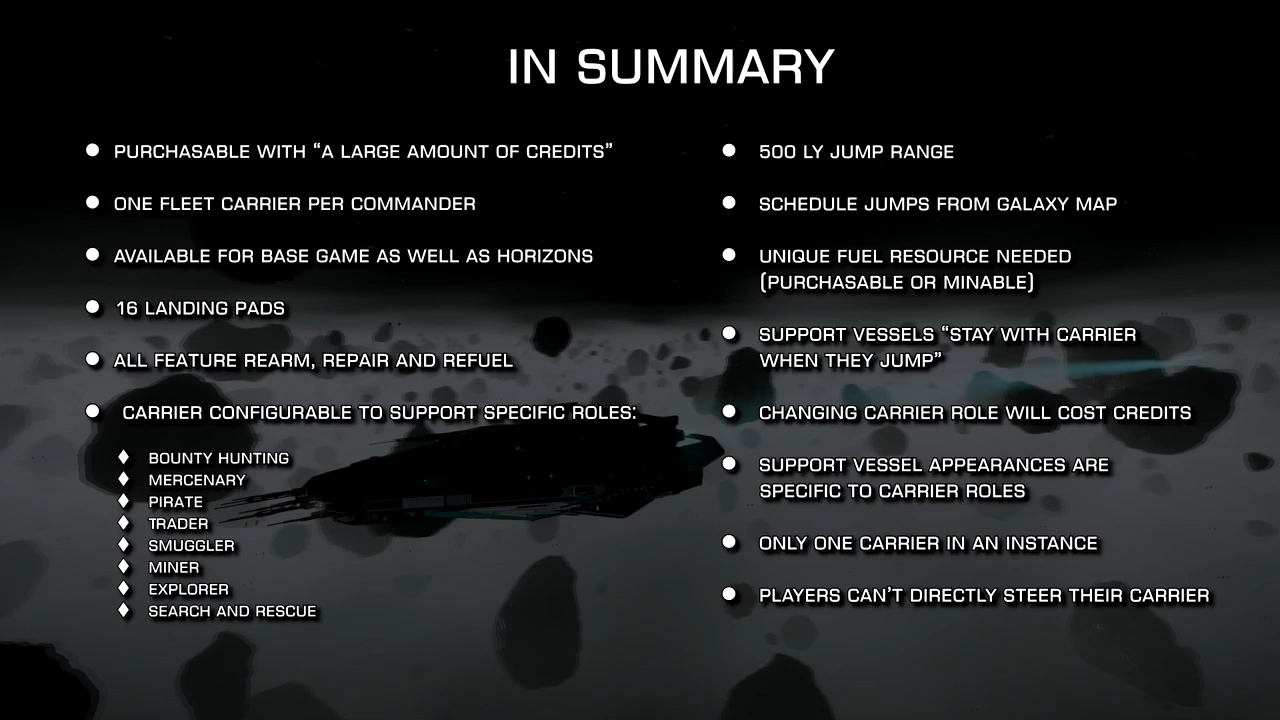 IN SUMMARY
PURCHASABLE WITH “A LARGE AMOUNT OF CREDITS”
ONE FLEET CARRIER PER COMMANDER
AVAILABLE FOR BASE GAME AS WELL AS HORIZONS
16 LANDING PADS
ALL FEATURE REARM, REPAIR AND REFUEL
CARRIER CONFIGURABLE TO SUPPORT SPECIFIC ROLES:
BOUNTY HUNTING
MERCENARY
PIRATE
TRADER
SMUGGLER
MINER
EXPLORER
SEARCH AND RESCUE
500 LY JUMP RANGE
SCHEDULE JUMPS FROM GALAXY MAP
UNIQUE FUEL RESOURCE NEEDED
(PURCHASABLE OR MINABLE)
SUPPORT VESSELS “STAY WITH CARRIER
WHEN THEY JUMP”
CHANGING CARRIER ROLE WILL COST CREDITS
SUPPORT VESSEL APPEARANCES ARE
SPECIFIC TO CARRIER ROLES
ONLY ONE CARRIER IN AN INSTANCE
PLAYERS CAN’T DIRECTLY STEER THEIR CARRIER